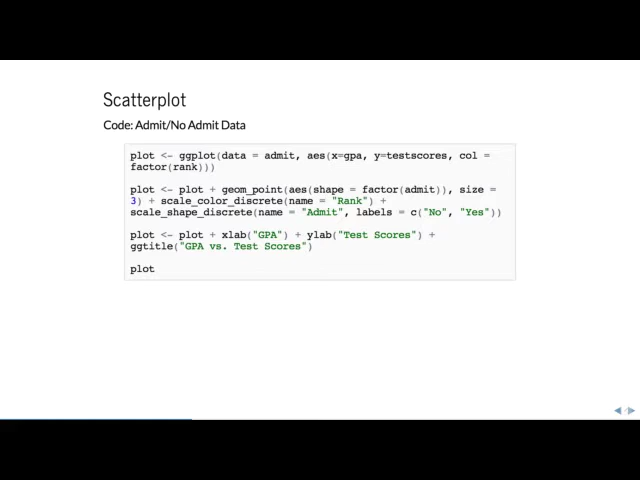 Scatterplot
Code: Admit/No Admit Data
plot <- ggplot(data = admit, aes(x=gpa, y=testscores, col =
factor(rank)))
plot <- plot + geom_point(aes(shape = factor(admit)), size =
3) + scale_color_discrete(name = "Rank") +
scale_shape_discrete(name = "Admit", labels = c("No", "Yes"))
plot <- plot + xlab("GPA") + ylab("Test Scores") +
ggtitle("GPA vs. Test Scores")
plot